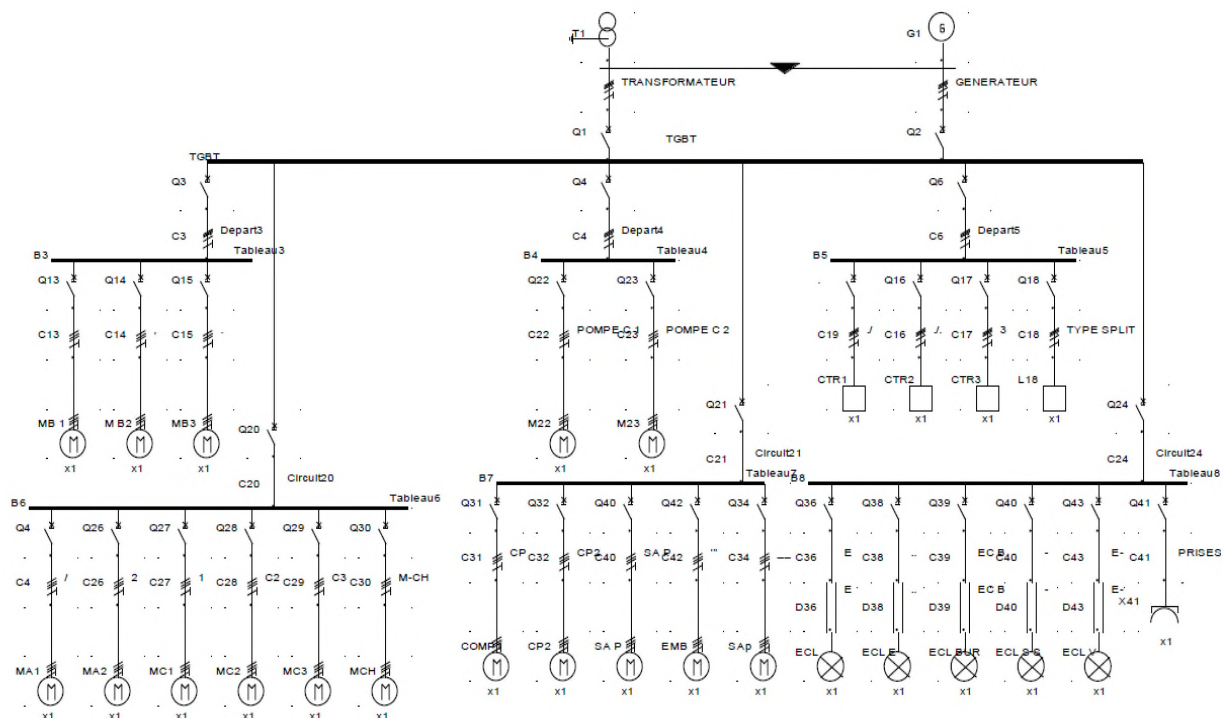 T1 G1 G
TRANSFORMATEUR GENERATEUR
Q1 TGBT Q2
TGBT
Q3 Q4 Q6
C3 Depart3 C4 Depart4 C6 Depart5
B3 Tableau3 B4 Tableau4 B5 Tableau5
Q13 Q14 Q15 Q22 Q23 Q16 Q17 Q18
C13 C14 C15 C22 POMPE C 1 C23 POMPE C 2 C19 C16 C17 3 C18 TYPE SPLIT
CTR1 CTR2 CTR3 L18
x1 x1 x1 x1
MB 1 M B2 MB3 Q20 M22 M23 Q21 Q24
M M M M M
x1 x1 x1 x1 x1
C20 Circuit20 C21 Circuit21 C24 Circuit24
B6 Tableau6 B7 Tableau7 B8 Tableau8
Q4 Q26 Q27 Q28 Q29 Q30 Q31 Q32 Q40 Q42 Q34 Q36 Q38 Q39 Q40 Q43 Q41
C31 CP C32 CP2 C40 SA P C42 C34 C36 E C38 C39 EC B C40 C43 E- C41 PRISES
C4 / C26 2 C27 1 C28 C2 C29 C3 C30 M-CH
E EC B E- X41
D36 D38 D39 D40 D43
x1
COMP CP2 SA P EMB SAp ECL ECL E ECL BUR ECL S C ECL V
M M M M M
x1 x1 x1 x1 x1 x1 x1 x1 x1 x1
MA1 MA2 MC1 MC2 MC3 MCH
M M M M M M
x1 x1 x1 x1 x1 x1